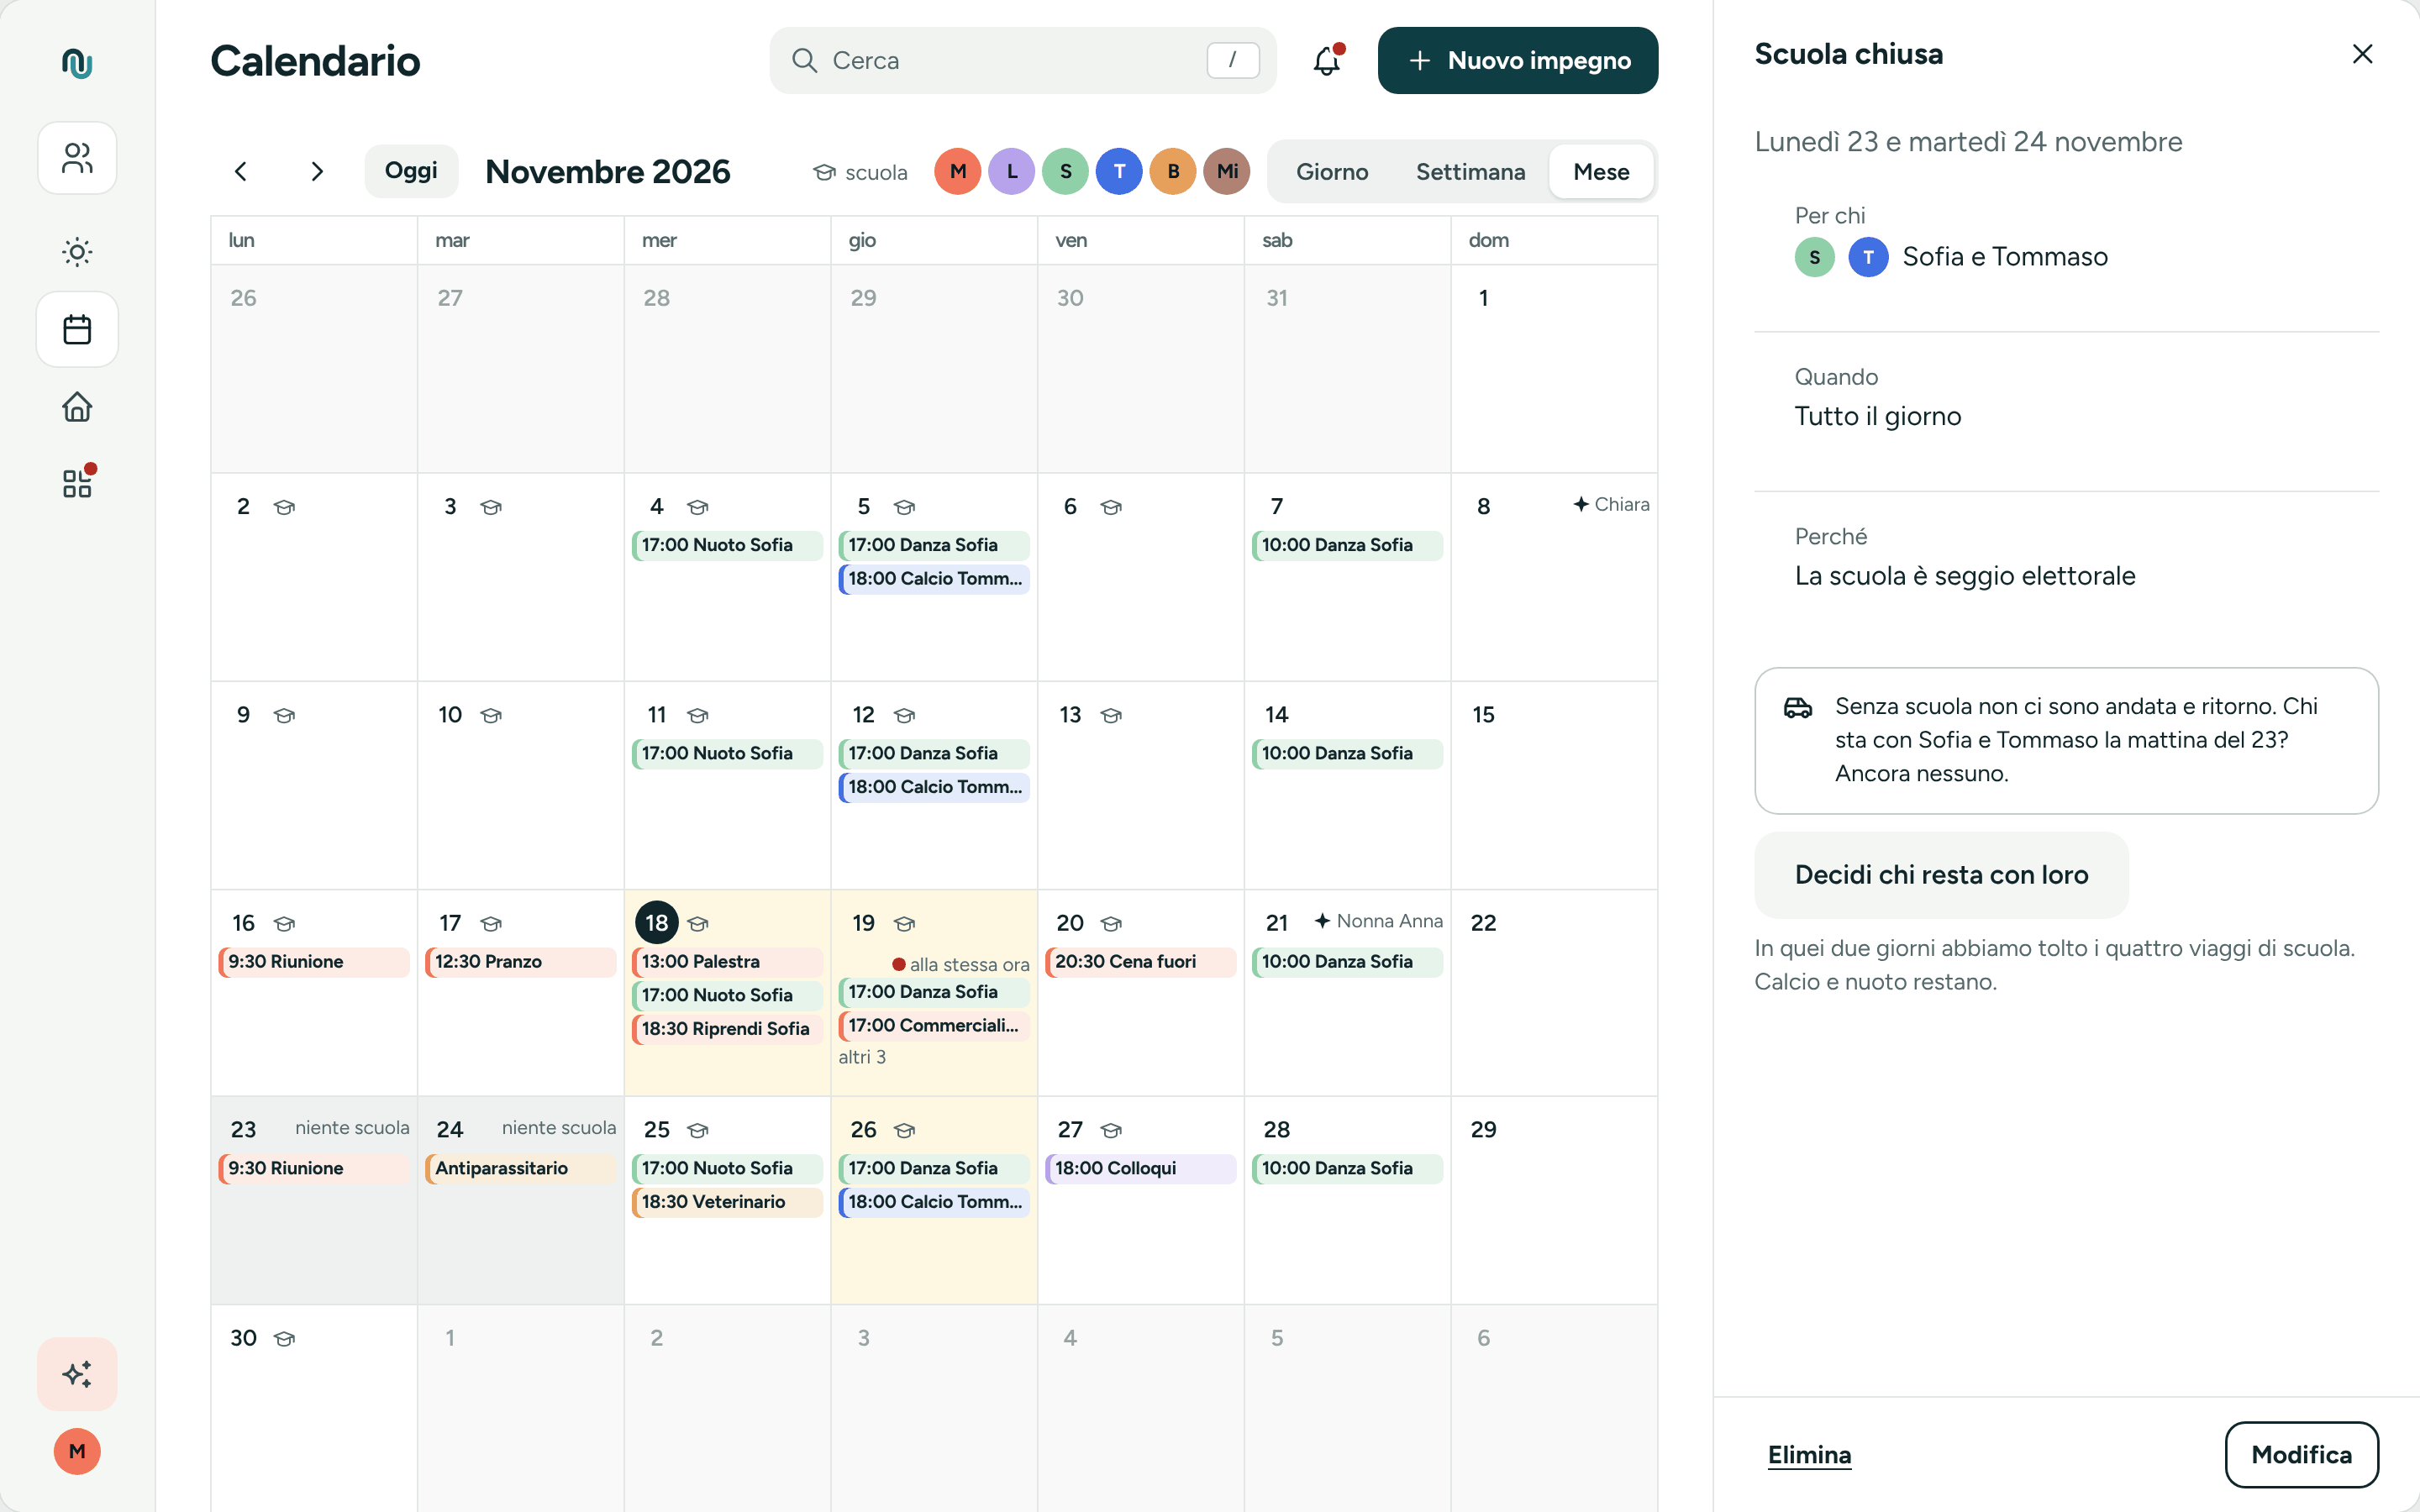 Calendario
Cerca /
Nuovo impegno
Oggi Novembre 2026
scuola M L S T B Mi
Giorno Settimana Mese
lun mar mer gio ven sab dom
26 27 28 29 30 31 1
2 3 4 5 6 7 8 Chiara
17:00 Nuoto Sofia 17:00 Danza Sofia 10:00 Danza Sofia
18:00 Calcio Tomm...
9 10 11 12 13 14 15
17:00 Nuoto Sofia 17:00 Danza Sofia 10:00 Danza Sofia
18:00 Calcio Tomm...
16 17 18 19 20 21 Nonna Anna 22
9:30 Riunione 12:30 Pranzo 13:00 Palestra alla stessa ora 20:30 Cena fuori 10:00 Danza Sofia
17:00 Nuoto Sofia 17:00 Danza Sofia
18:30 Riprendi Sofia 17:00 Commerciali...
altri 3
23 niente scuola 24 niente scuola 25 26 27 28 29
9:30 Riunione Antiparassitario 17:00 Nuoto Sofia 17:00 Danza Sofia 18:00 Colloqui 10:00 Danza Sofia
18:30 Veterinario 18:00 Calcio Tomm...
30 1 2 3 4 5 6
M
Scuola chiusa
Lunedì 23 e martedì 24 novembre
Per chi
S T Sofia e Tommaso
Quando
Tutto il giorno
Perché
La scuola è seggio elettorale
Senza scuola non ci sono andata e ritorno. Chi
sta con Sofia e Tommaso la mattina del 23?
Ancora nessuno.
Decidi chi resta con loro
In quei due giorni abbiamo tolto i quattro viaggi di scuola.
Calcio e nuoto restano.
Elimina Modifica